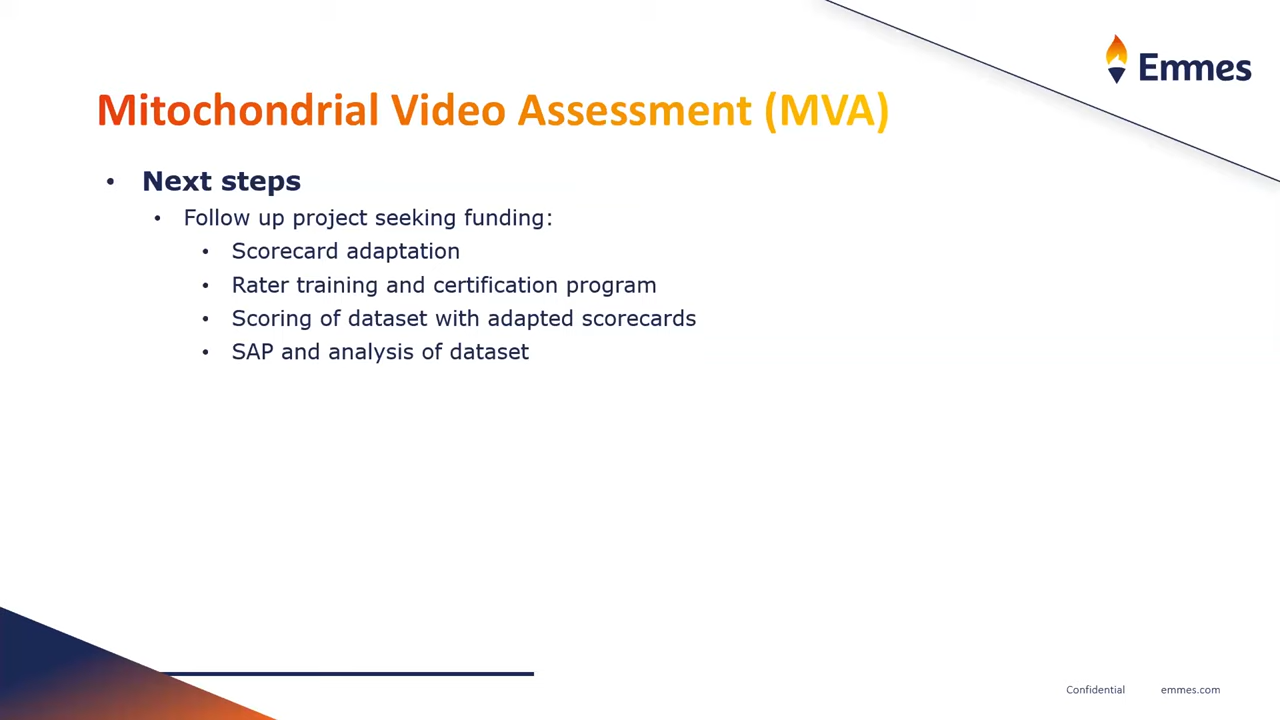 Emmes
Mitochondrial Video Assessment (MVA)
• Next steps
• Follow up project seeking funding:
• Scorecard adaptation
• Rater training and certification program
• Scoring of dataset with adapted scorecards
• SAP and analysis of dataset
Confidential emmes.com